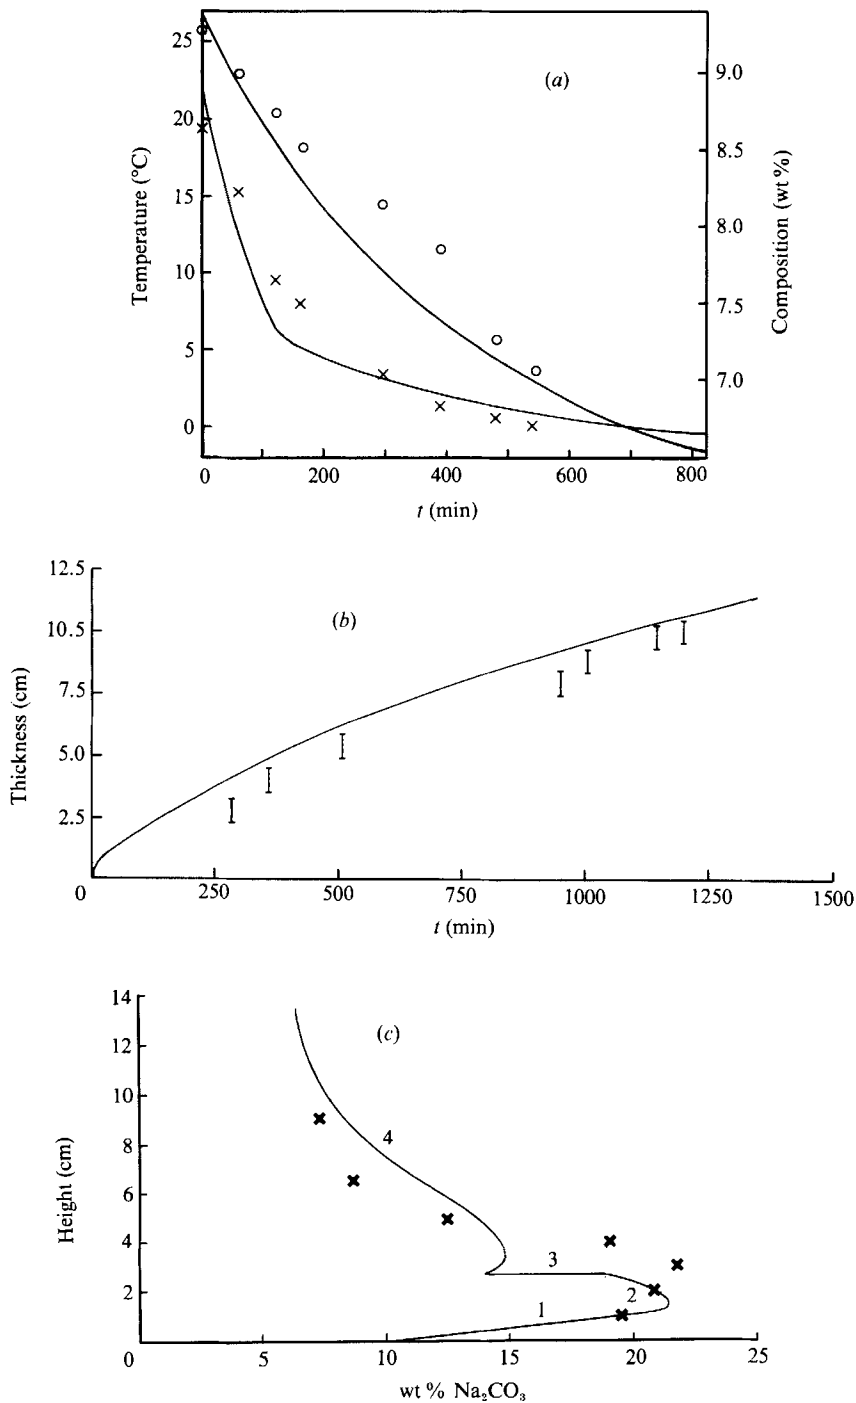 (a)
25
20
15
10
5
0
Temperature (°C)
9.0
8.5
8.0
7.5
7.0
Composition (wt %)
0 200 400 600 800
t (min)
(b)
12.5
10.5
7.5
5.0
2.5
0
Thickness (cm)
250 500 750 1000 1250 1500
t (min)
(c)
14
12
10
8
6
4
2
0
Height (cm)
4
3
2
1
5 10 15 20 25
wt % Na₂CO₃